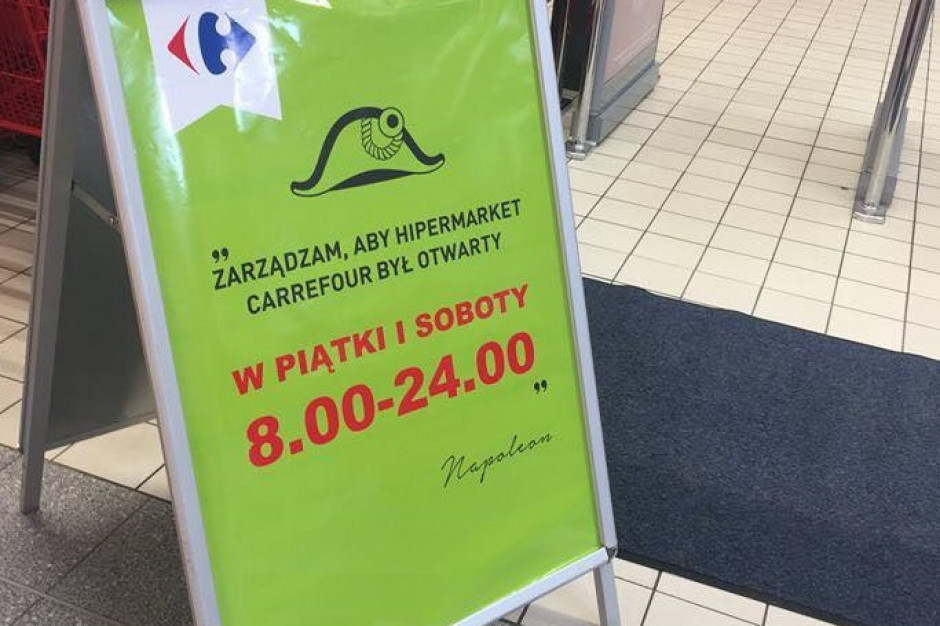 „ZARZĄDZAM, ABY HIPERMARKET
CARREFOUR BYŁ OTWARTY
W PIĄTKI I SOBOTY
8.00-24.00”
Napoleon